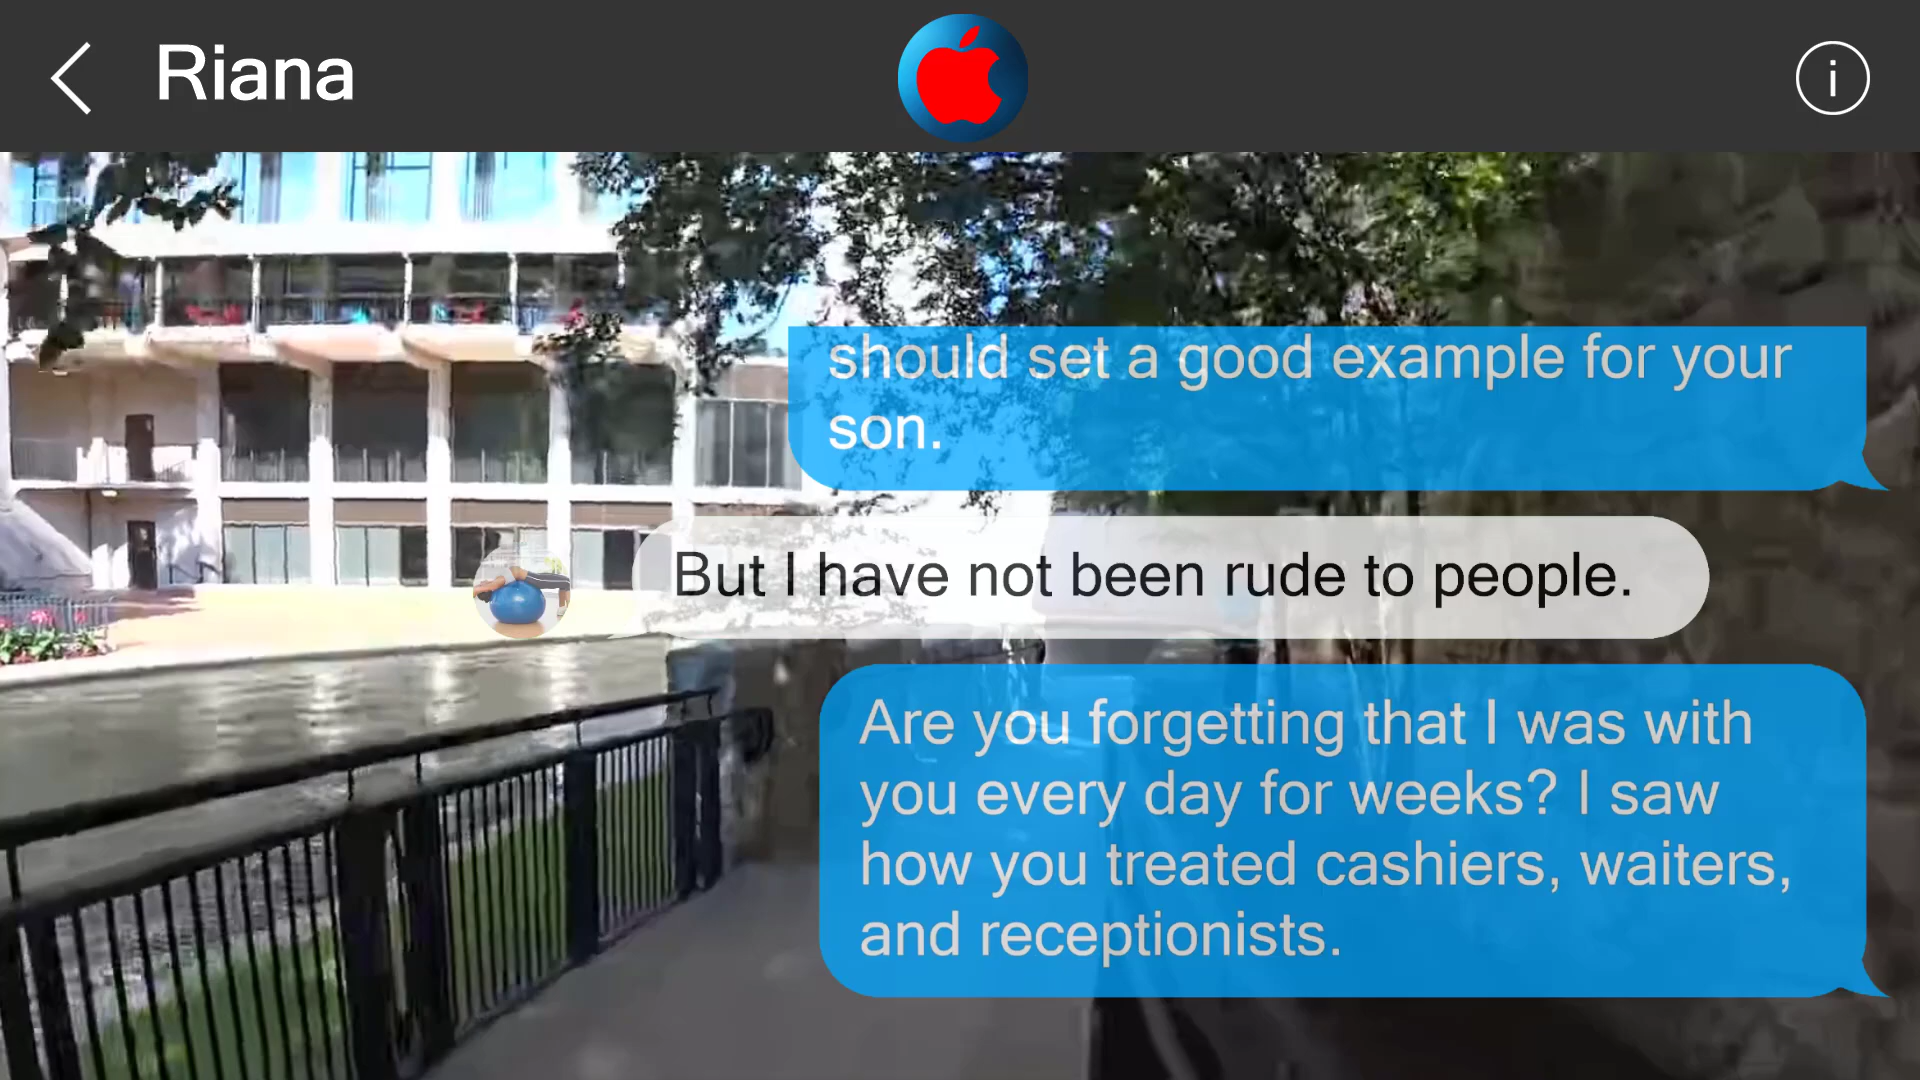 Riana
i
should set a good example for your
son.
But I have not been rude to people.
Are you forgetting that I was with
you every day for weeks? I saw
how you treated cashiers, waiters,
and receptionists.